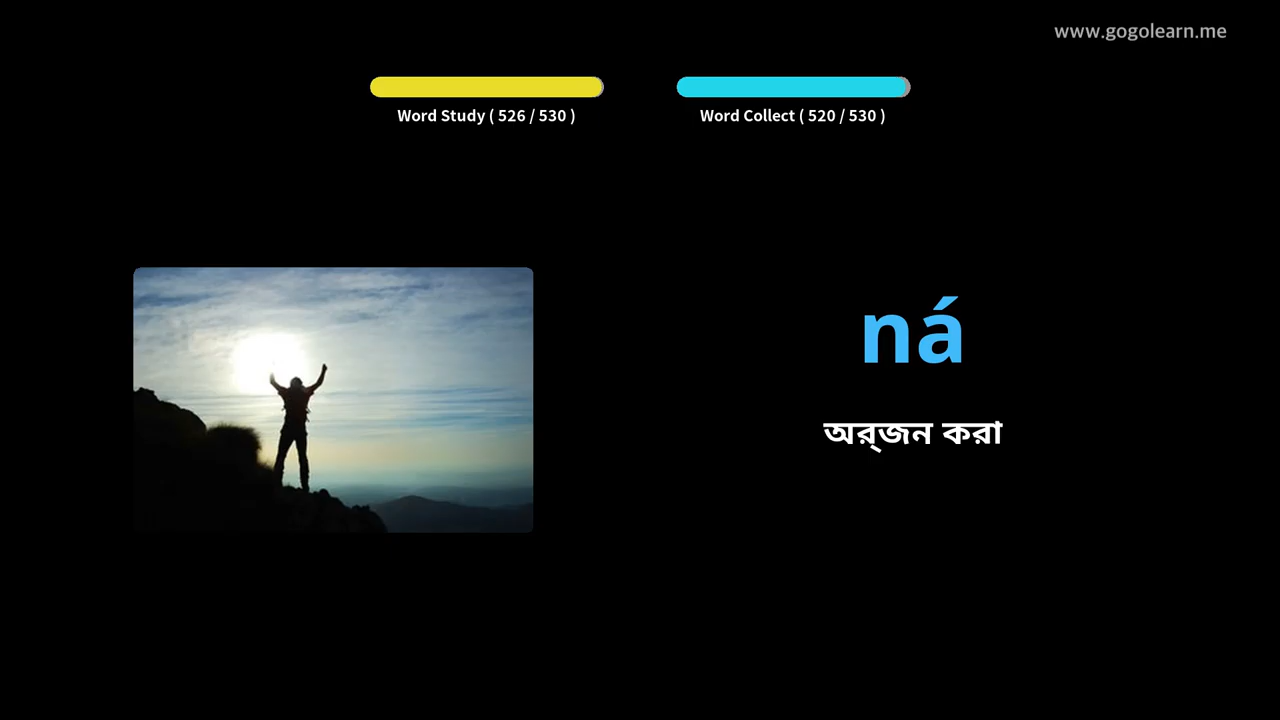 www.gogolearn.me
Word Study ( 526 / 530 )
Word Collect ( 520 / 530 )
ná
অর্‌জন করা